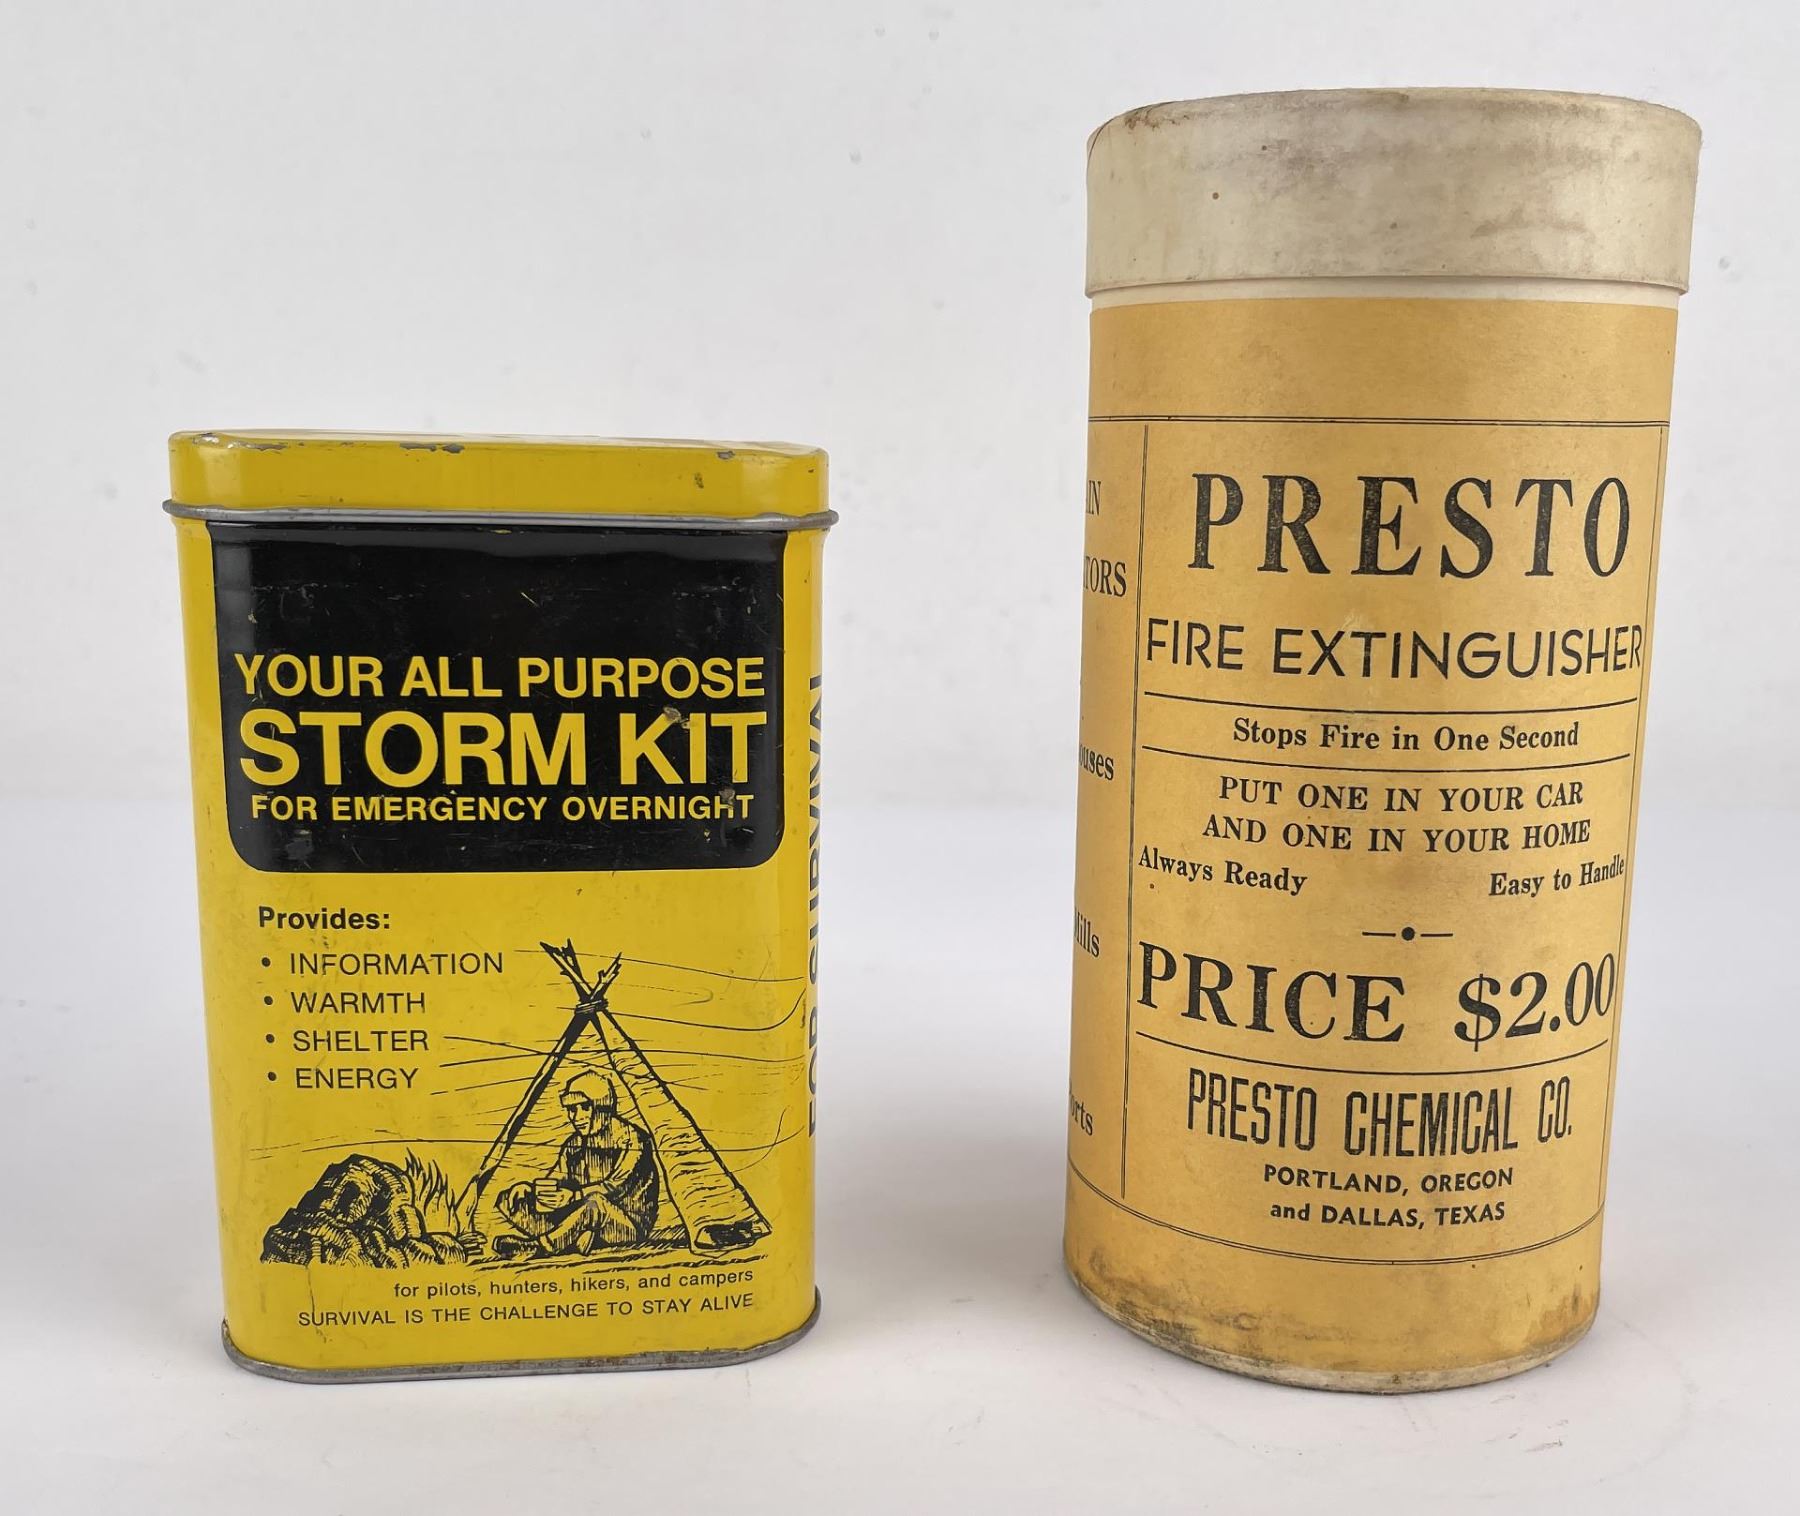 YOUR ALL PURPOSE
STORM KIT
FOR EMERGENCY OVERNIGHT
Provides:
• INFORMATION
• WARMTH
• SHELTER
• ENERGY
for pilots, hunters, hikers, and campers
SURVIVAL IS THE CHALLENGE TO STAY ALIVE
FOR SURVIVAL
PRESTO
FIRE EXTINGUISHER
Stops Fire in One Second
PUT ONE IN YOUR CAR
AND ONE IN YOUR HOME
Always Ready Easy to Handle
PRICE $2.00
PRESTO CHEMICAL CO.
PORTLAND, OREGON
and DALLAS, TEXAS